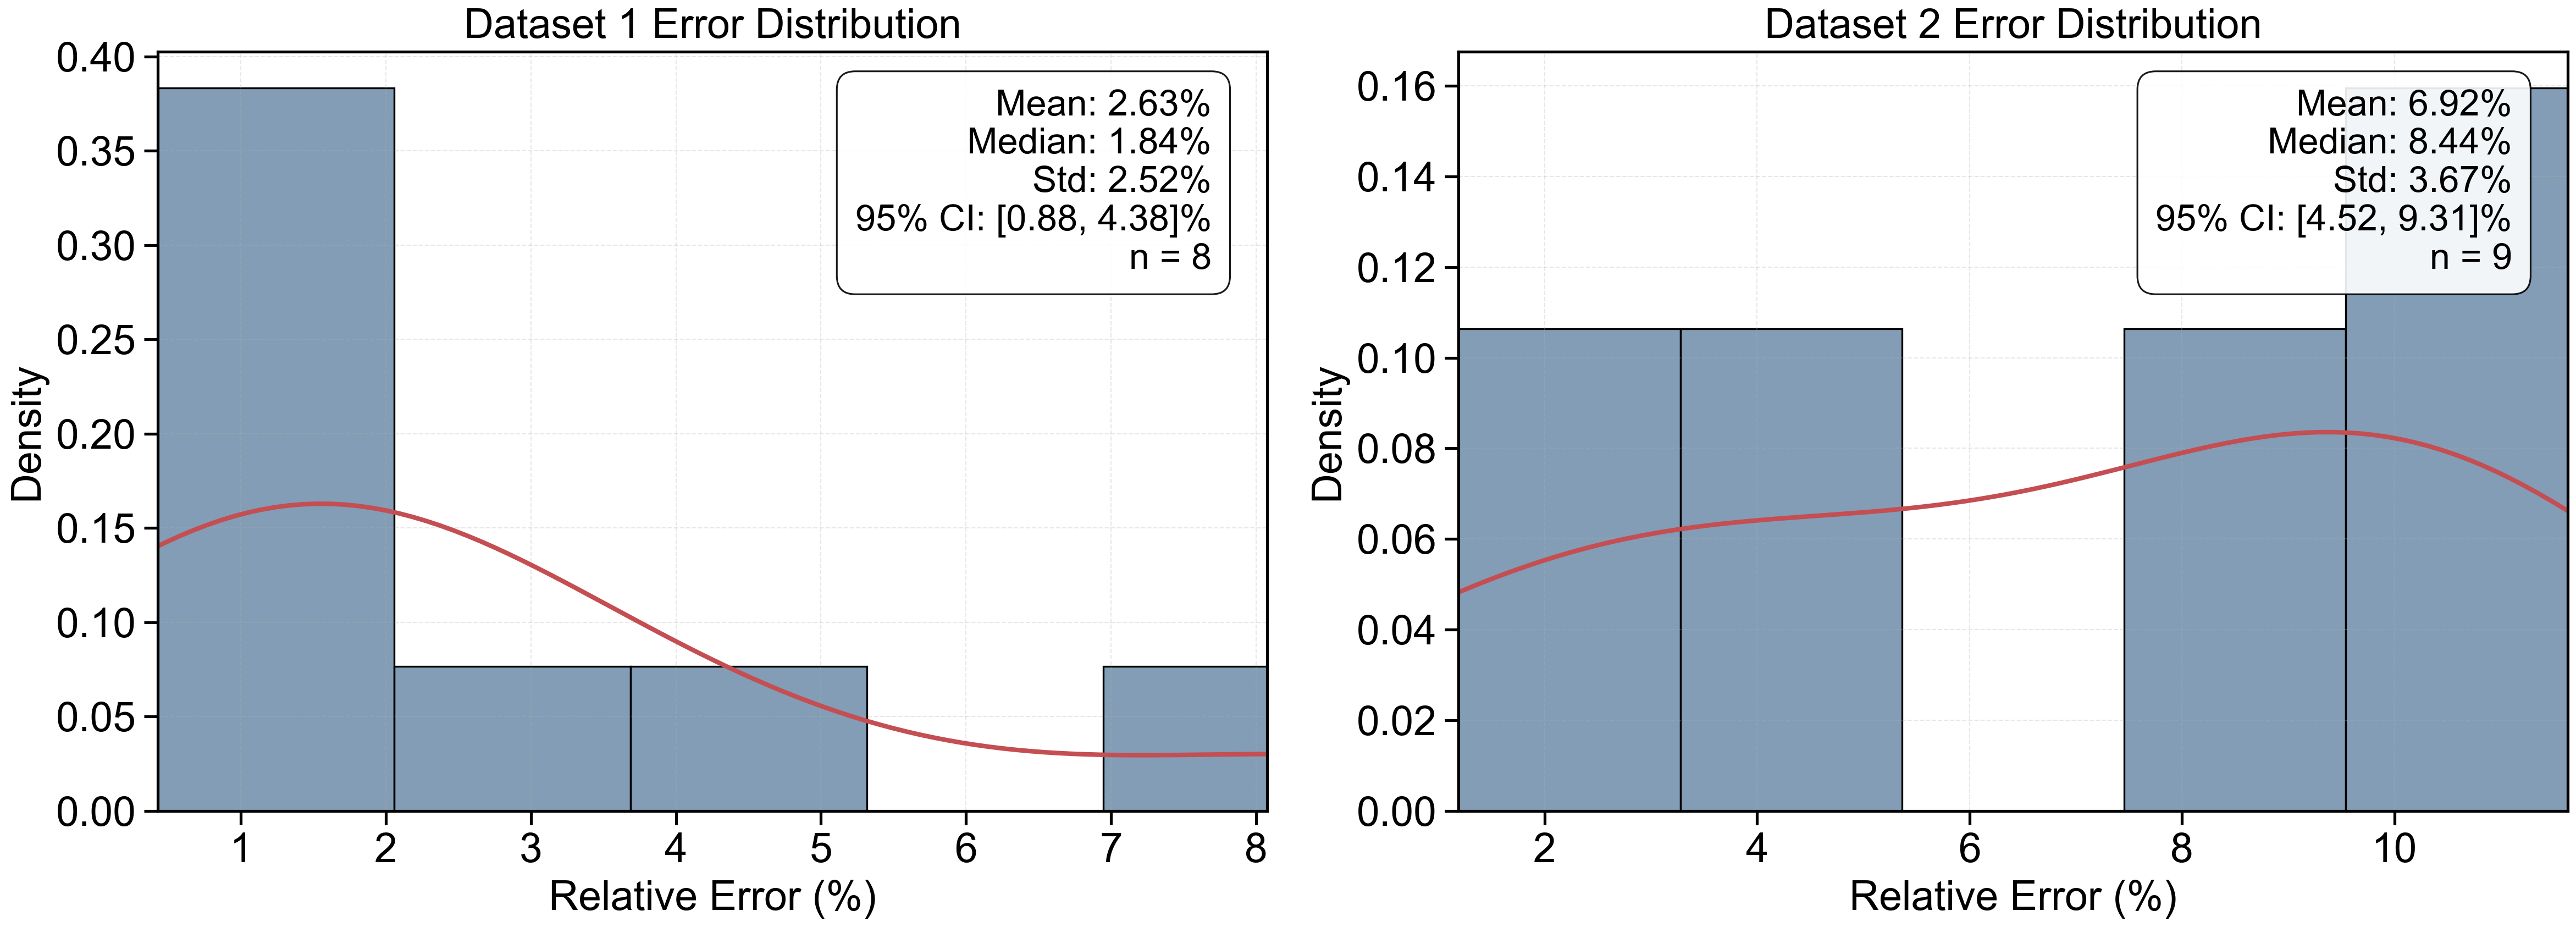 Dataset 1 Error Distribution
0.40
0.35
0.30
0.25
0.20
0.15
0.10
0.05
0.00
Density
Mean: 2.63%
Median: 1.84%
Std: 2.52%
95% CI: [0.88, 4.38]%
n = 8
1 2 3 4 5 6 7 8
Relative Error (%)
Dataset 2 Error Distribution
0.16
0.14
0.12
0.10
0.08
0.06
0.04
0.02
0.00
Density
Mean: 6.92%
Median: 8.44%
Std: 3.67%
95% CI: [4.52, 9.31]%
n = 9
2 4 6 8 10
Relative Error (%)